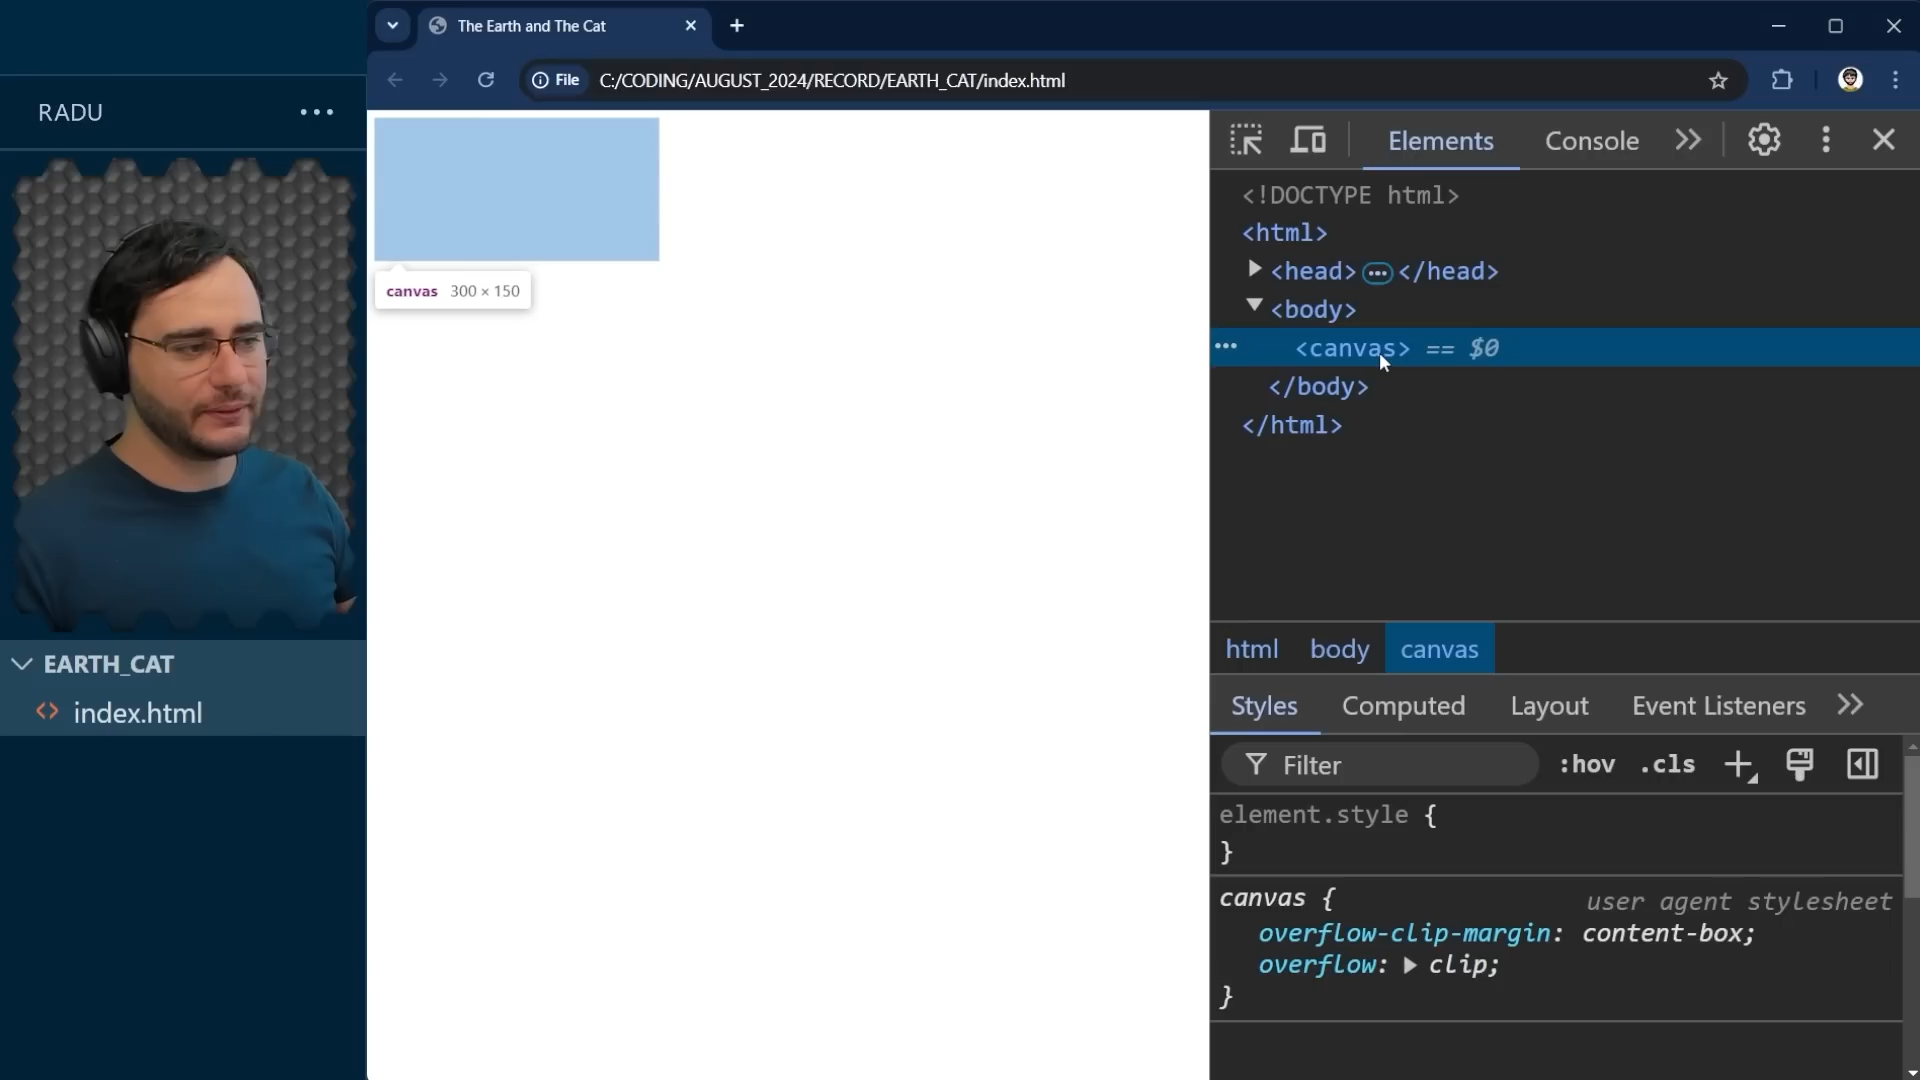 The Earth and The Cat
File C:/CODING/AUGUST_2024/RECORD/EARTH_CAT/index.html
RADU
Elements Console
<!DOCTYPE html>
<html>
<head> ... </head>
<body>
<canvas> == $0
</body>
</html>
canvas 300 × 150
EARTH_CAT
index.html
html body canvas
Styles Computed Layout Event Listeners
Filter :hov .cls
element.style {
}
canvas { user agent stylesheet
overflow-clip-margin: content-box;
overflow: clip;
}